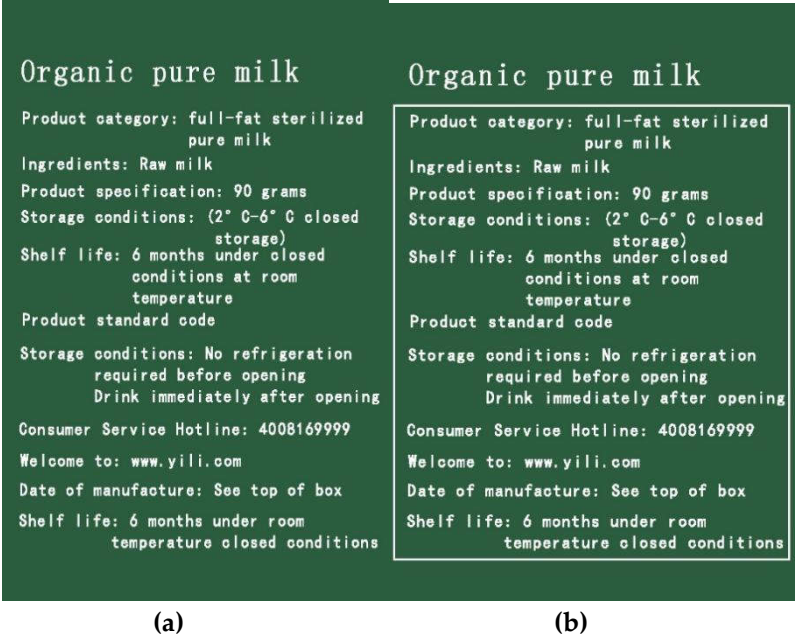 Organic pure milk
Product category: full-fat sterilized
pure milk
Ingredients: Raw milk
Product specification: 90 grams
Storage conditions: (2° C-6° C closed
storage)
Shelf life: 6 months under closed
conditions at room
temperature
Product standard code
Storage conditions: No refrigeration
required before opening
Drink immediately after opening
Consumer Service Hotline: 4008169999
Welcome to: www.yili.com
Date of manufacture: See top of box
Shelf life: 6 months under room
temperature closed conditions
(a)
Organic pure milk
Product category: full-fat sterilized
pure milk
Ingredients: Raw milk
Product specification: 90 grams
Storage conditions: (2° C-6° C closed
storage)
Shelf life: 6 months under closed
conditions at room
temperature
Product standard code
Storage conditions: No refrigeration
required before opening
Drink immediately after opening
Consumer Service Hotline: 4008169999
Welcome to: www.yili.com
Date of manufacture: See top of box
Shelf life: 6 months under room
temperature closed conditions
(b)